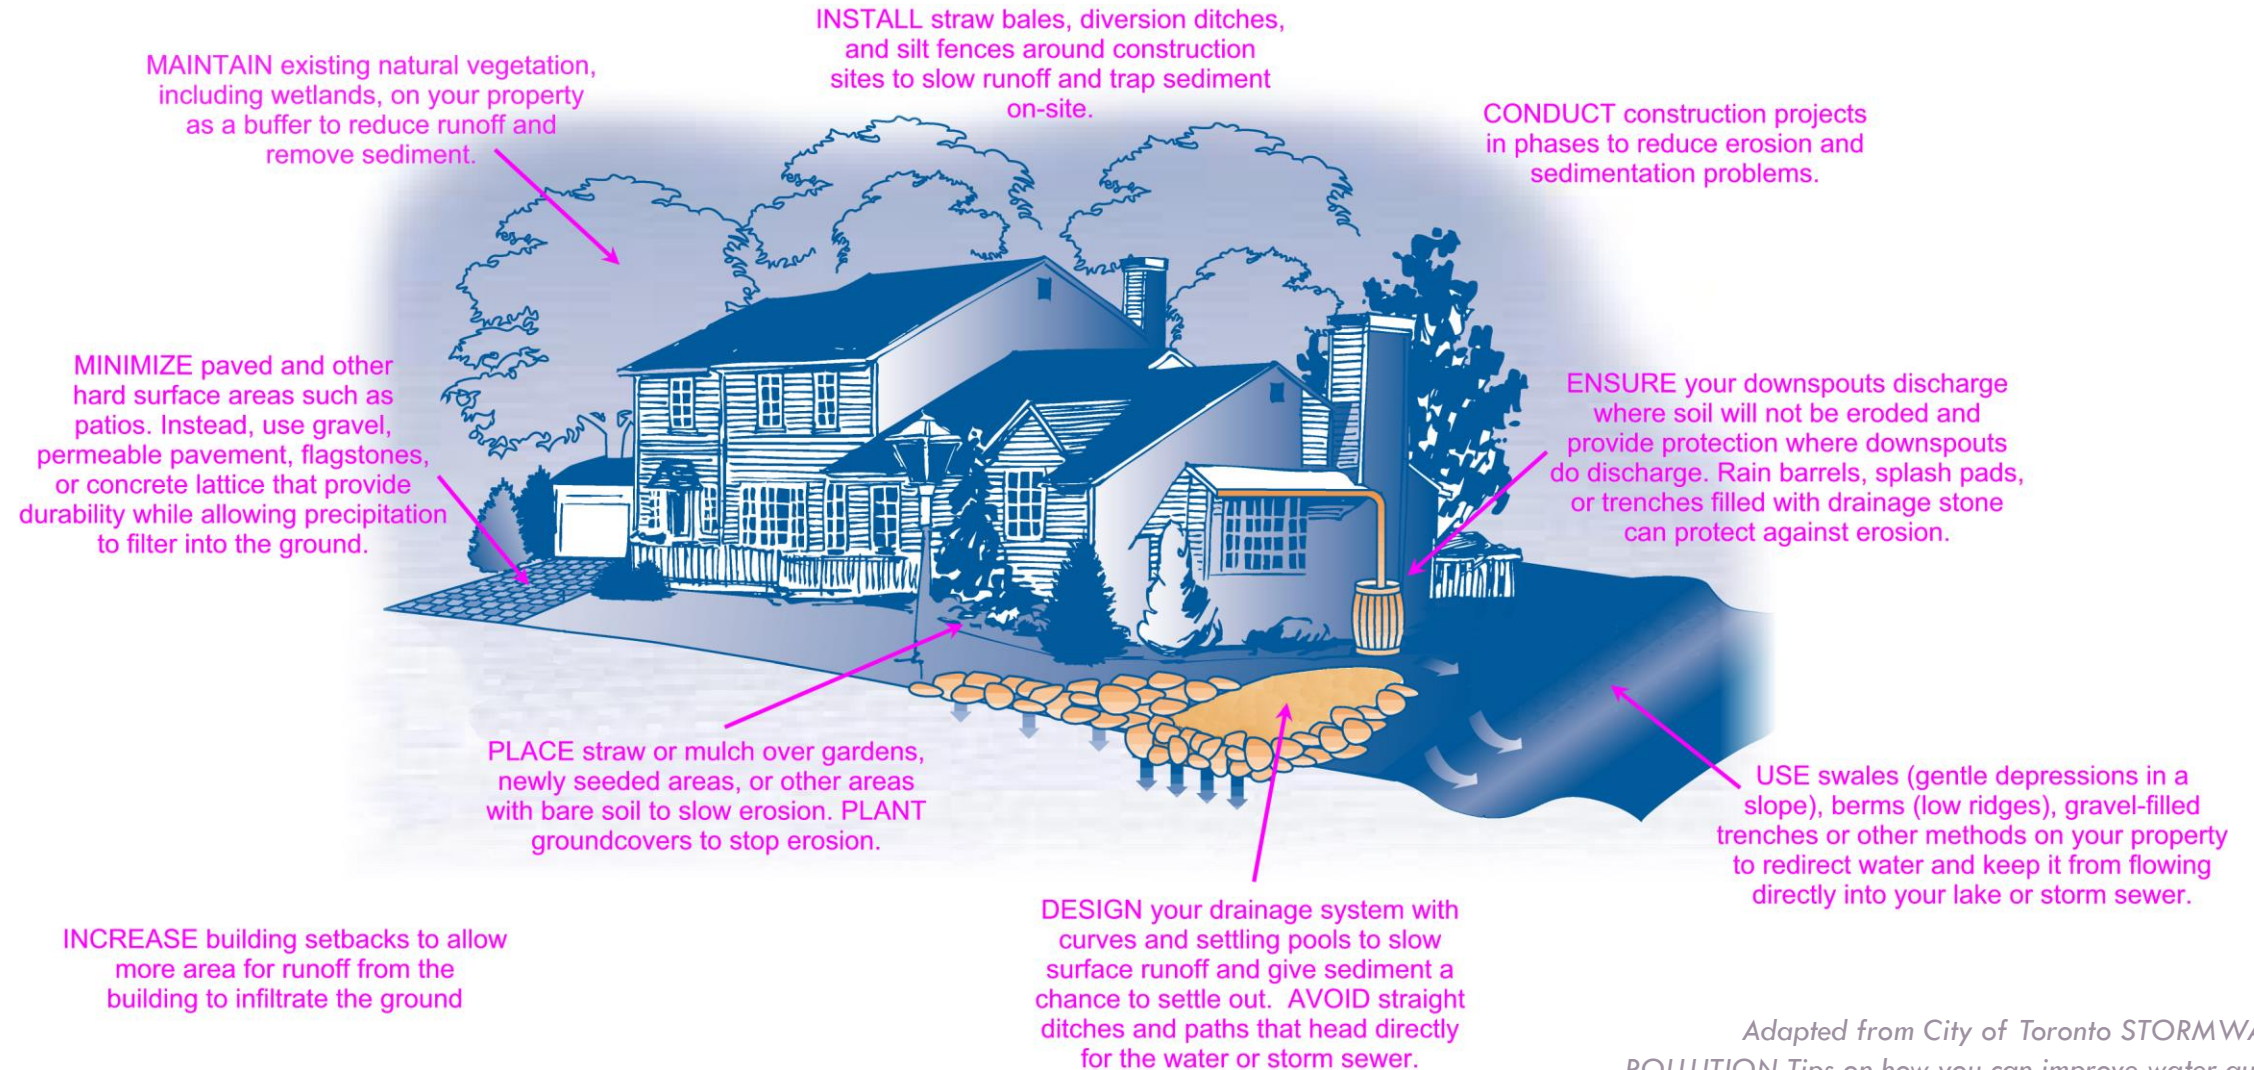 INSTALL straw bales, diversion ditches,
and silt fences around construction
sites to slow runoff and trap sediment
on-site.
MAINTAIN existing natural vegetation,
including wetlands, on your property
as a buffer to reduce runoff and
remove sediment.
CONDUCT construction projects
in phases to reduce erosion and
sedimentation problems.
MINIMIZE paved and other
hard surface areas such as
patios. Instead, use gravel,
permeable pavement, flagstones,
or concrete lattice that provide
durability while allowing precipitation
to filter into the ground.
ENSURE your downspouts discharge
where soil will not be eroded and
provide protection where downspouts
do discharge. Rain barrels, splash pads,
or trenches filled with drainage stone
can protect against erosion.
PLACE straw or mulch over gardens,
newly seeded areas, or other areas
with bare soil to slow erosion. PLANT
groundcovers to stop erosion.
USE swales (gentle depressions in a
slope), berms (low ridges), gravel-filled
trenches or other methods on your property
to redirect water and keep it from flowing
directly into your lake or storm sewer.
INCREASE building setbacks to allow
more area for runoff from the
building to infiltrate the ground
DESIGN your drainage system with
curves and settling pools to slow
surface runoff and give sediment a
chance to settle out. AVOID straight
ditches and paths that head directly
for the water or storm sewer.
Adapted from City of Toronto
Tips on how you can improve water